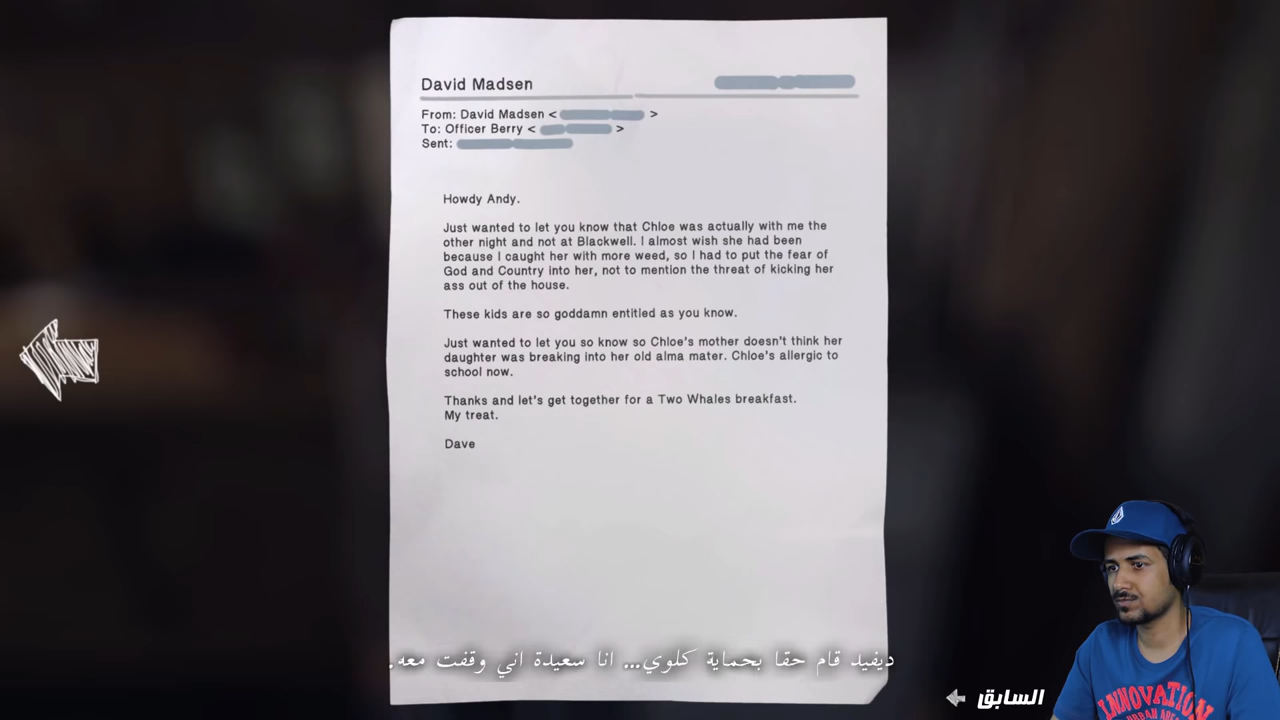 David Madsen
From: David Madsen < >
To: Officer Berry < >
Sent:
Howdy Andy.
Just wanted to let you know that Chloe was actually with me the
other night and not at Blackwell. I almost wish she had been
because I caught her with more weed, so I had to put the fear of
God and Country into her, not to mention the threat of kicking her
ass out of the house.
These kids are so goddamn entitled as you know.
Just wanted to let you so know so Chloe's mother doesn't think her
daughter was breaking into her old alma mater. Chloe's allergic to
school now.
Thanks and let's get together for a Two Whales breakfast.
My treat.
Dave
ديفيد قام حقا بحماية كلوي... انا سعيدة اني وقفت معه.
السابق
INNOVATION